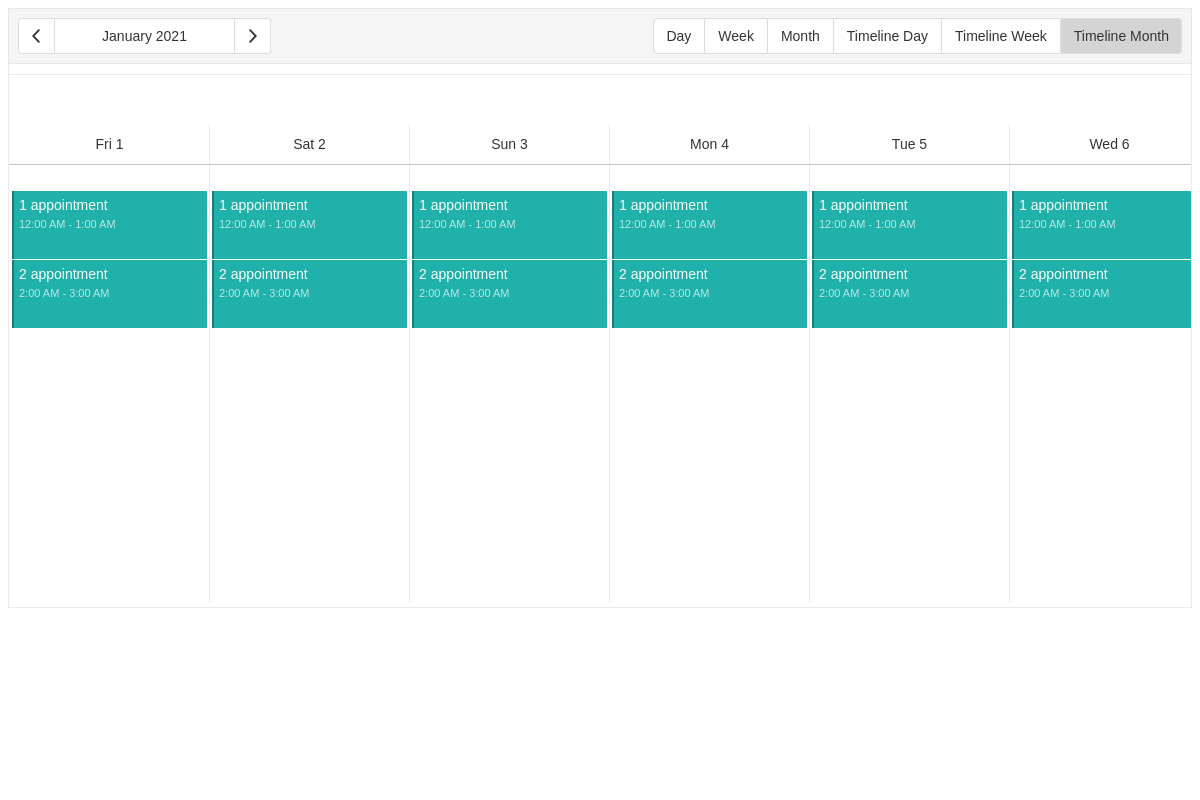 January 2021
Day Week Month Timeline Day Timeline Week Timeline Month
Fri 1 Sat 2 Sun 3 Mon 4 Tue 5 Wed 6
1 appointment 1 appointment 1 appointment 1 appointment 1 appointment 1 appointment
12:00 AM - 1:00 AM 12:00 AM - 1:00 AM 12:00 AM - 1:00 AM 12:00 AM - 1:00 AM 12:00 AM - 1:00 AM 12:00 AM - 1:00 AM
2 appointment 2 appointment 2 appointment 2 appointment 2 appointment 2 appointment
2:00 AM - 3:00 AM 2:00 AM - 3:00 AM 2:00 AM - 3:00 AM 2:00 AM - 3:00 AM 2:00 AM - 3:00 AM 2:00 AM - 3:00 AM